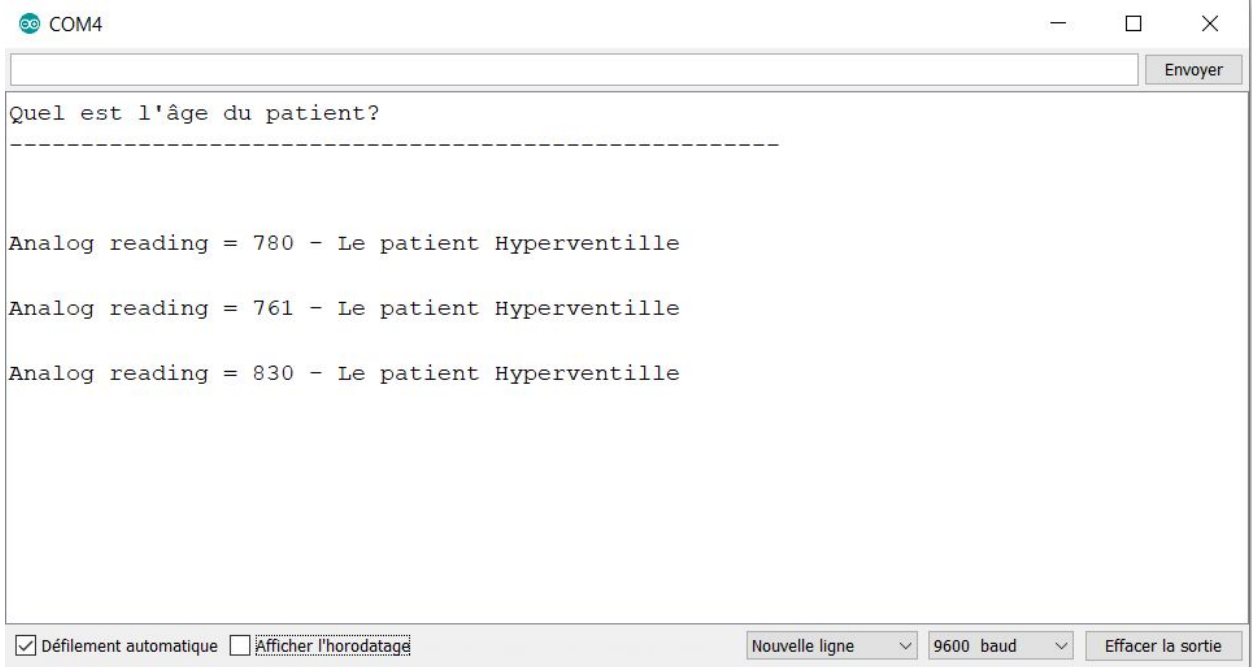 COM4
Envoyer
Quel est l'âge du patient?
------------------------------------------------------
Analog reading = 780 - Le patient Hyperventille
Analog reading = 761 - Le patient Hyperventille
Analog reading = 830 - Le patient Hyperventille
Défilement automatique Afficher l'horodatage Nouvelle ligne 9600 baud Effacer la sortie